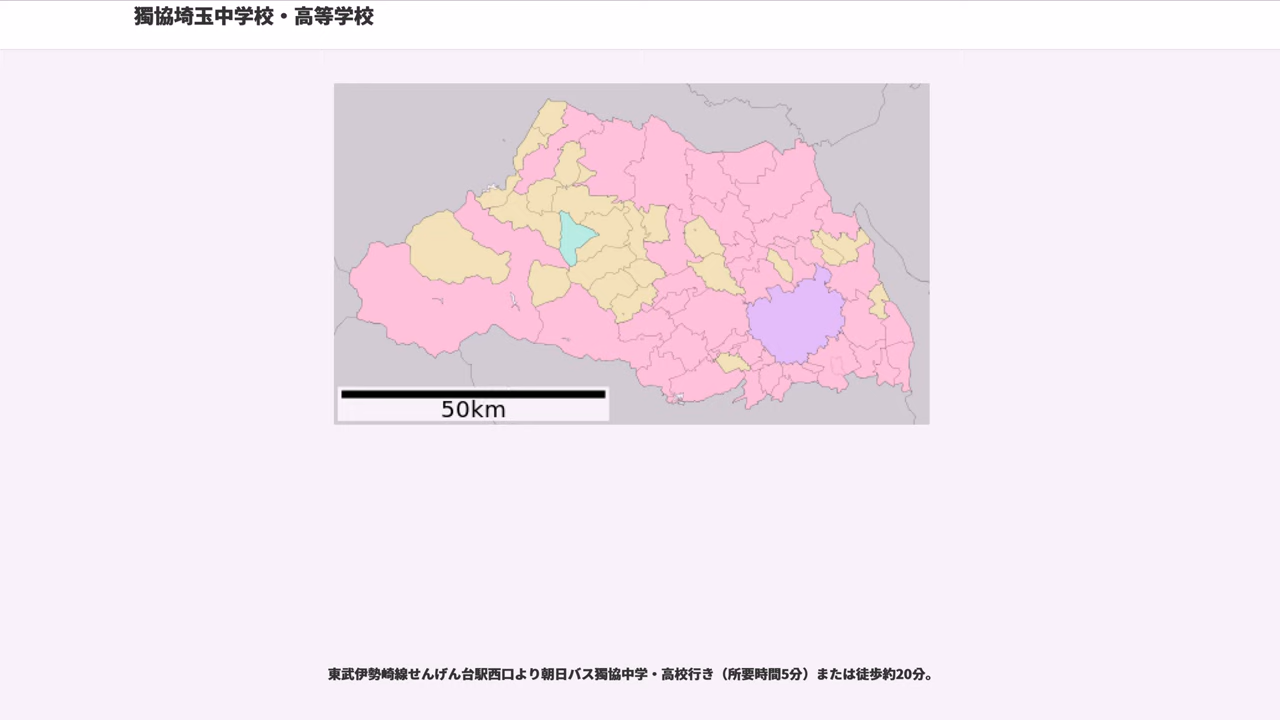 獨協埼玉中学校・高等学校
50km
東武伊勢崎線せんげん台駅西口より朝日バス獨協中学・高校行き（所要時間5分）または徒歩約20分。